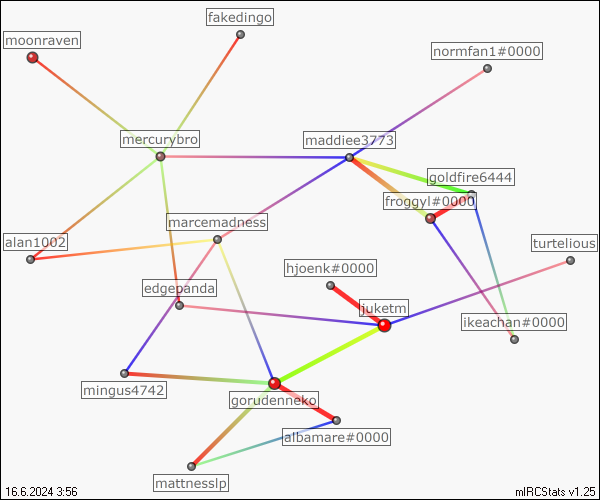 fakedingo
moonraven
normfan1#0000
mercurybro
maddiee3773
goldfire6444
froggyl#0000
marcemadness
alan1002
turtelious
hjoenk#0000
edgepanda
juketm
ikeachan#0000
mingus4742
gorudenneko
albamare#0000
mattnesslp
16.6.2024 3:56
mIRCStats v1.25